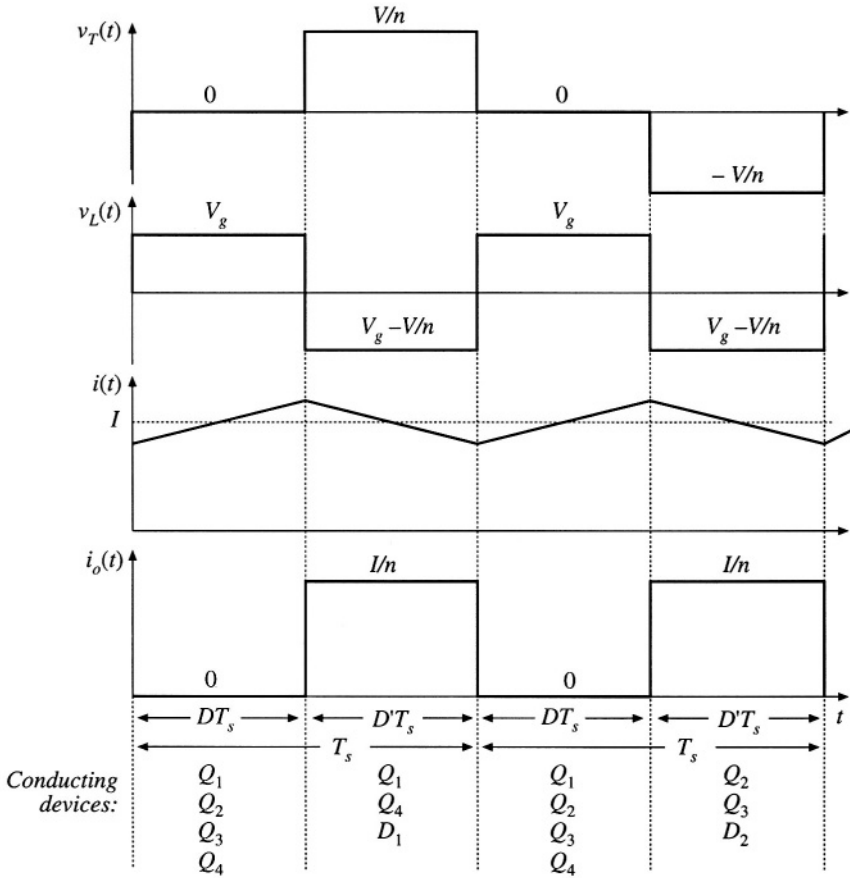 v_T(t)
V/n
0
0
– V/n
v_L(t)
V_g
V_g
V_g –V/n
V_g –V/n
i(t)
I
i_o(t)
I/n
I/n
0
0
DT_s
D'T_s
DT_s
D'T_s
t
T_s
T_s
Conducting devices:
Q_1
Q_1
Q_1
Q_2
Q_2
Q_4
Q_2
Q_3
Q_3
D_1
Q_3
D_2
Q_4
Q_4